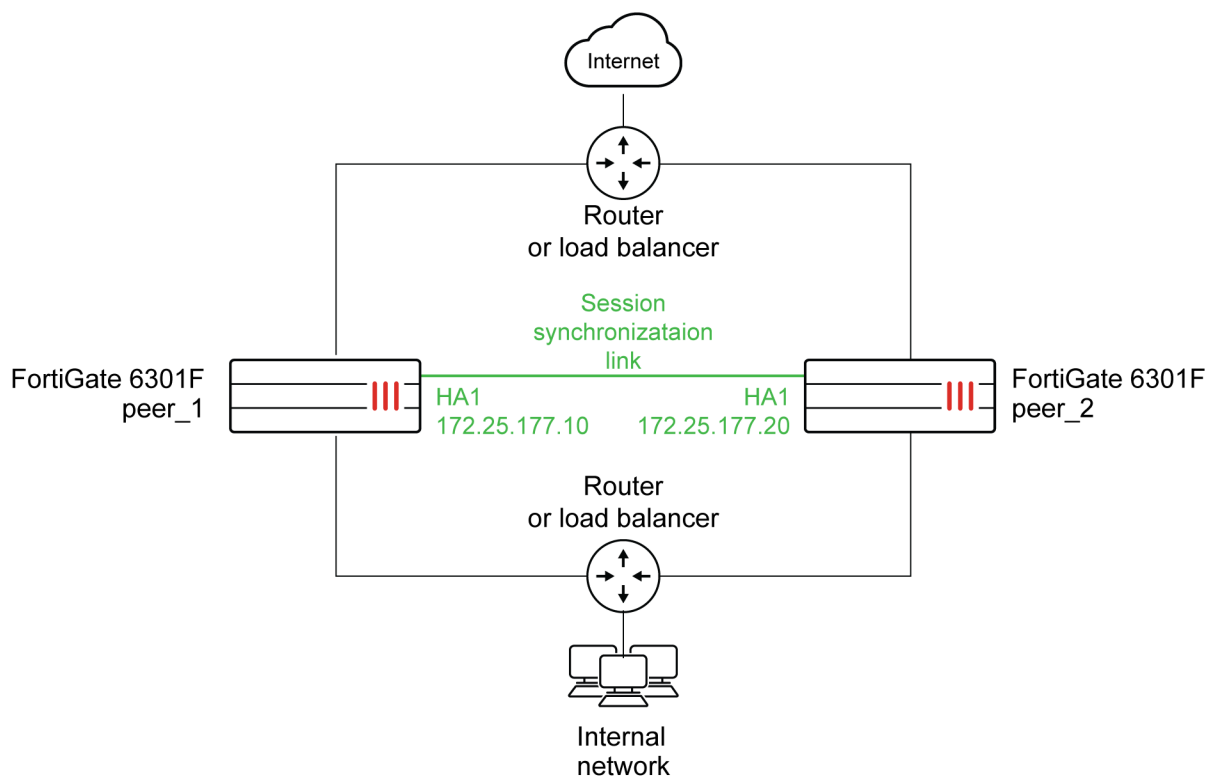 Internet
Router
or load balancer
Session
synchronizataion
link
FortiGate 6301F
peer_1
HA1
172.25.177.10
HA1
172.25.177.20
FortiGate 6301F
peer_2
Router
or load balancer
Internal
network